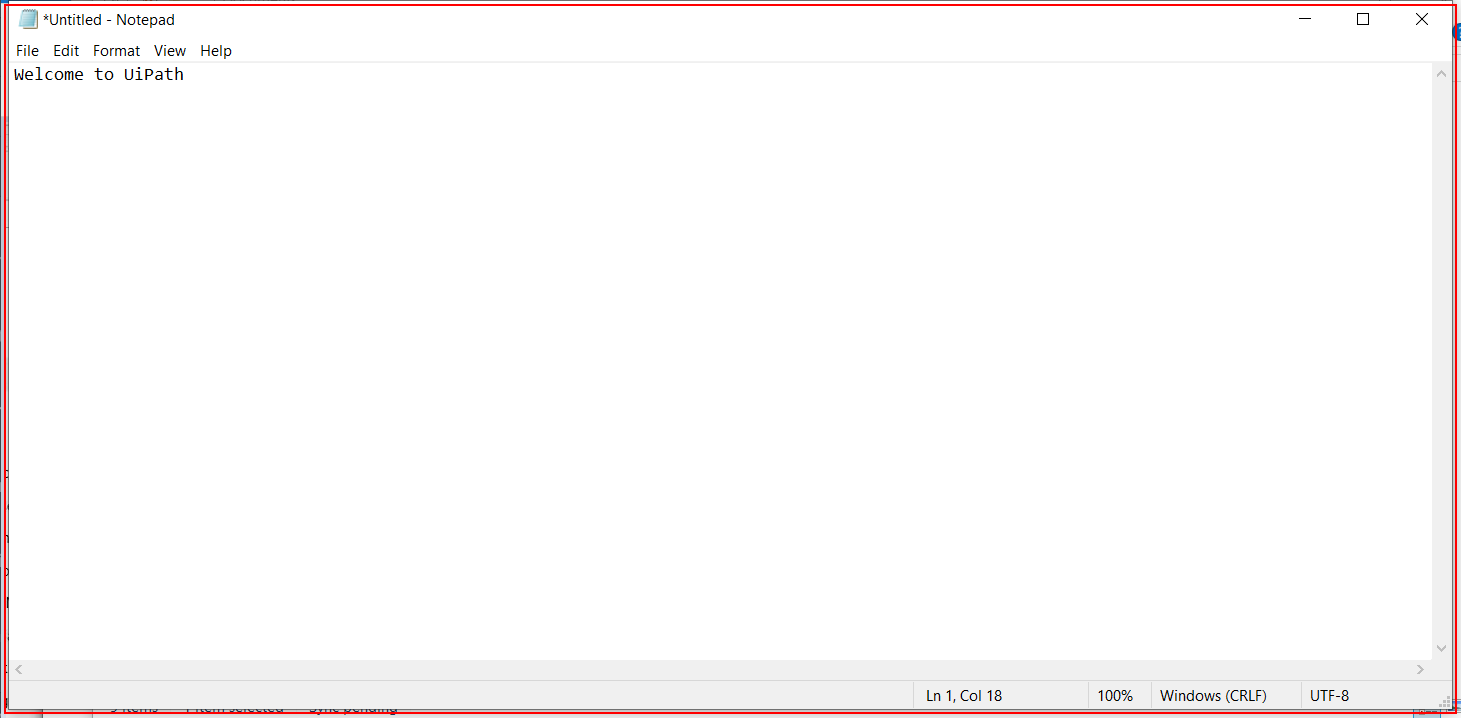 *Untitled - Notepad
File Edit Format View Help
Welcome to UiPath
Ln 1, Col 18 100% Windows (CRLF) UTF-8